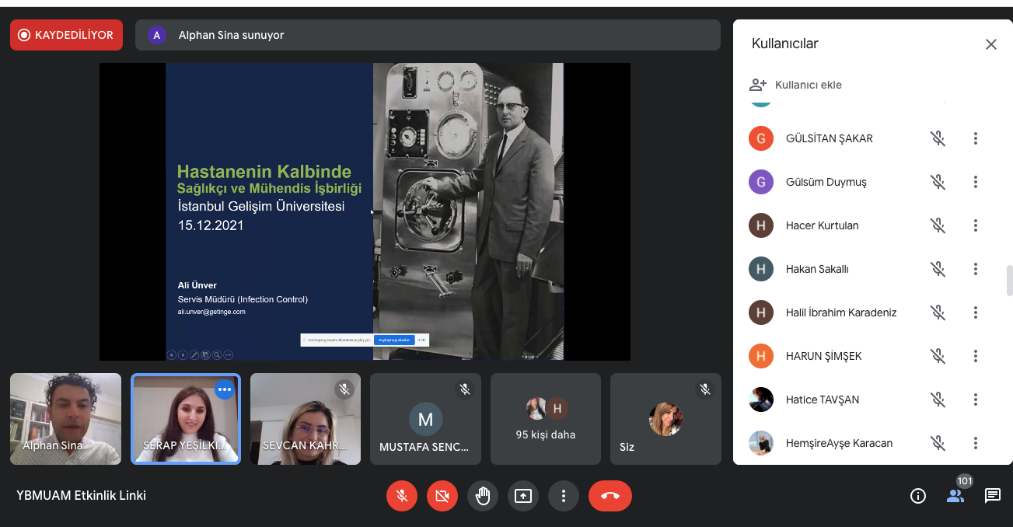 KAYDEDİLİYOR
A
Alphan Sina sunuyor
Hastanenin Kalbinde
Sağlıkçı ve Mühendis İşbirliği
İstanbul Gelişim Üniversitesi
15.12.2021
Ali Ünver
Servis Müdürü (Infection Control)
ali.unver@getinge.com
Alphan Sina
SERAP YEŞİLKI...
SEVCAN KAHR...
M
MUSTAFA SENC...
H
95 kişi daha
Siz
YBMUAM Etkinlik Linki
Kullanıcılar
Kullanıcı ekle
G
GÜLSİTAN ŞAKAR
G
Gülsüm Duymuş
H
Hacer Kurtulan
H
Hakan Sakallı
H
Halil İbrahim Karadeniz
H
HARUN ŞİMŞEK
Hatice TAVŞAN
HemşireAyşe Karacan
101